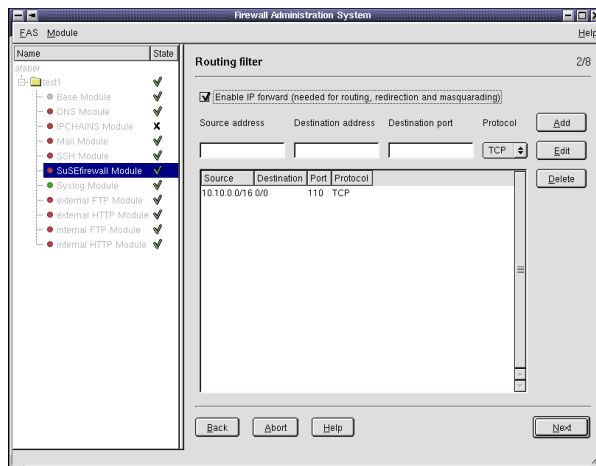 Firewall Administration System
FAS Module Help
Name State
afaber
test1
Base Module
DNS Module
IPCHAINS Module
Mail Module
SSH Module
SuSEfirewall Module
Syslog Module
external FTP Module
external HTTP Module
internal FTP Module
internal HTTP Module
Routing filter 2/8
Enable IP forward (needed for routing, redirection and masquarading)
Source address Destination address Destination port Protocol
TCP
Add
Edit
Delete
Source Destination Port Protocol
10.10.0.0/16 0/0 110 TCP
Back Abort Help Next